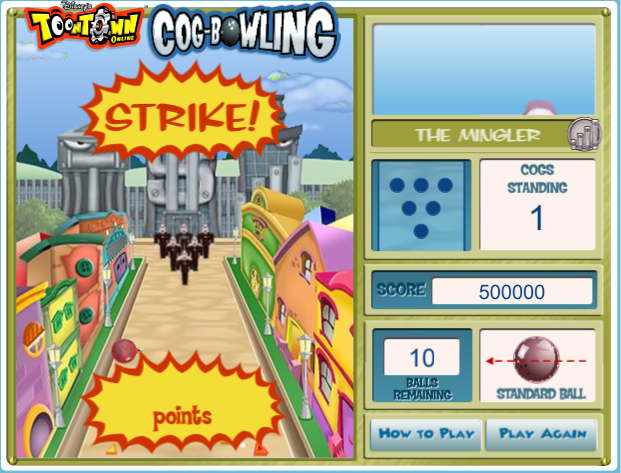 Disney's
TOONTOWN
ONLINE
COG-BOWLING
STRIKE!
THE MINGLER
COGS
STANDING
1
SCORE 500000
10
BALLS
REMAINING
STANDARD BALL
points
HOW TO PLAY PLAY AGAIN